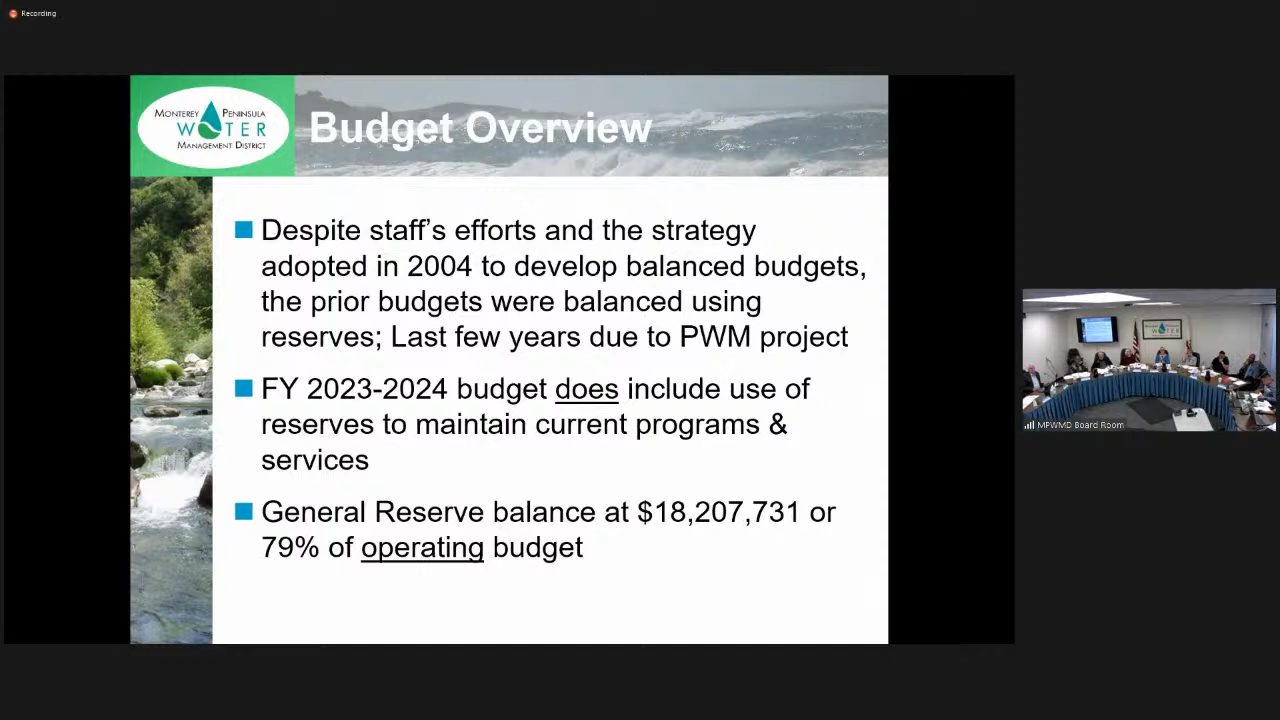 Recording
MONTEREY PENINSULA
WATER
MANAGEMENT DISTRICT
Budget Overview
Despite staff’s efforts and the strategy
adopted in 2004 to develop balanced budgets,
the prior budgets were balanced using
reserves; Last few years due to PWM project
FY 2023-2024 budget does include use of
reserves to maintain current programs &
services
General Reserve balance at $18,207,731 or
79% of operating budget
WATER
MPWMD Board Room